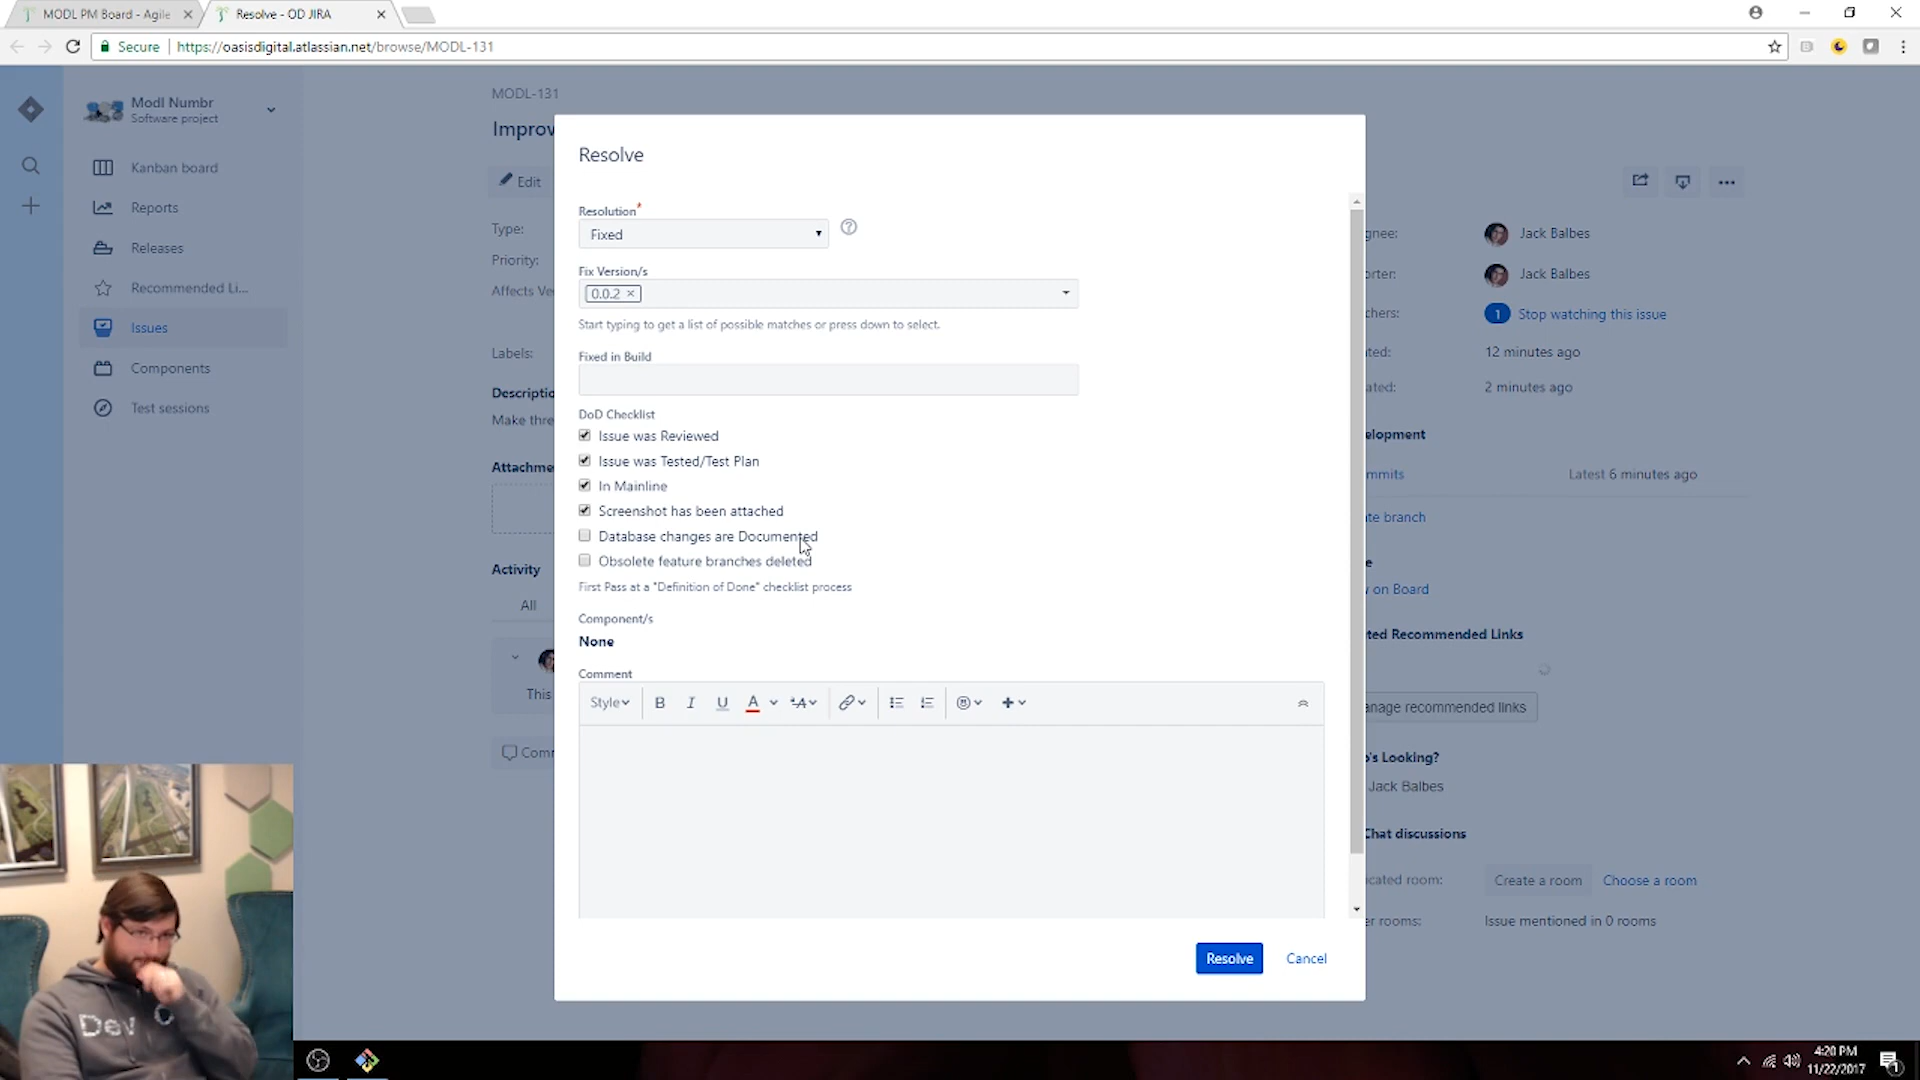 MODL PM Board - Agile
Resolve - OD JIRA
Secure
https://oasisdigital.atlassian.net/browse/MODL-131
Modl Numbr
Software project
Kanban board
Reports
Releases
Recommended Li...
Issues
Components
Test sessions
MODL-131
Improv
Edit
Type:
Priority:
Affects Ve
Labels:
Descriptio
Make thre
Attachme
Activity
All
This
Comm
Resolve
Resolution*
Fixed
Fix Version/s
0.0.2
Start typing to get a list of possible matches or press down to select.
Fixed in Build
DoD Checklist
Issue was Reviewed
Issue was Tested/Test Plan
In Mainline
Screenshot has been attached
Database changes are Documented
Obsolete feature branches deleted
First Pass at a "Definition of Done" checklist process
Component/s
None
Comment
Style
B I U A
Resolve
Cancel
gnee:
Jack Balbes
orter:
Jack Balbes
chers:
1
Stop watching this issue
ted:
12 minutes ago
ated:
2 minutes ago
elopment
mmits
Latest 6 minutes ago
te branch
e
on Board
ted Recommended Links
anage recommended links
o's Looking?
Jack Balbes
Chat discussions
cated room:
Create a room
Choose a room
er rooms:
Issue mentioned in 0 rooms
Dev
4:20 PM
11/22/2017
1